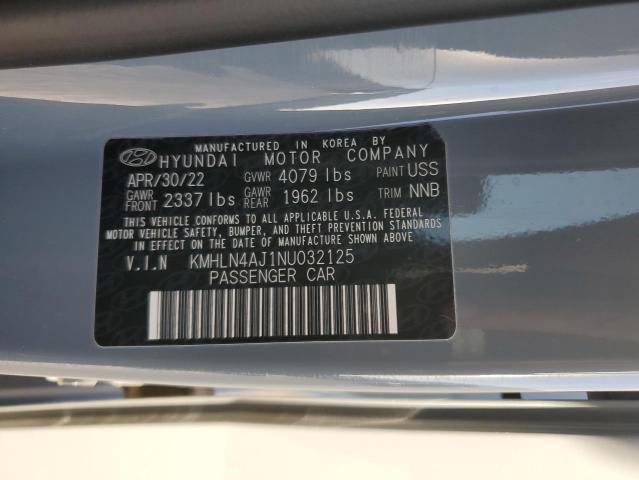 MANUFACTURED IN KOREA BY
HYUNDAI MOTOR COMPANY
APR/30/22 GVWR 4079 lbs PAINT USS
GAWR FRONT 2337 lbs GAWR REAR 1962 lbs TRIM NNB
THIS VEHICLE CONFORMS TO ALL APPLICABLE U.S.A. FEDERAL
MOTOR VEHICLE SAFETY, BUMPER, AND THEFT PREVENTION STANDARDS
IN EFFECT ON THE DATE OF MANUFACTURE SHOWN ABOVE.
V.I.N KMHLN4AJ1NU032125
PASSENGER CAR